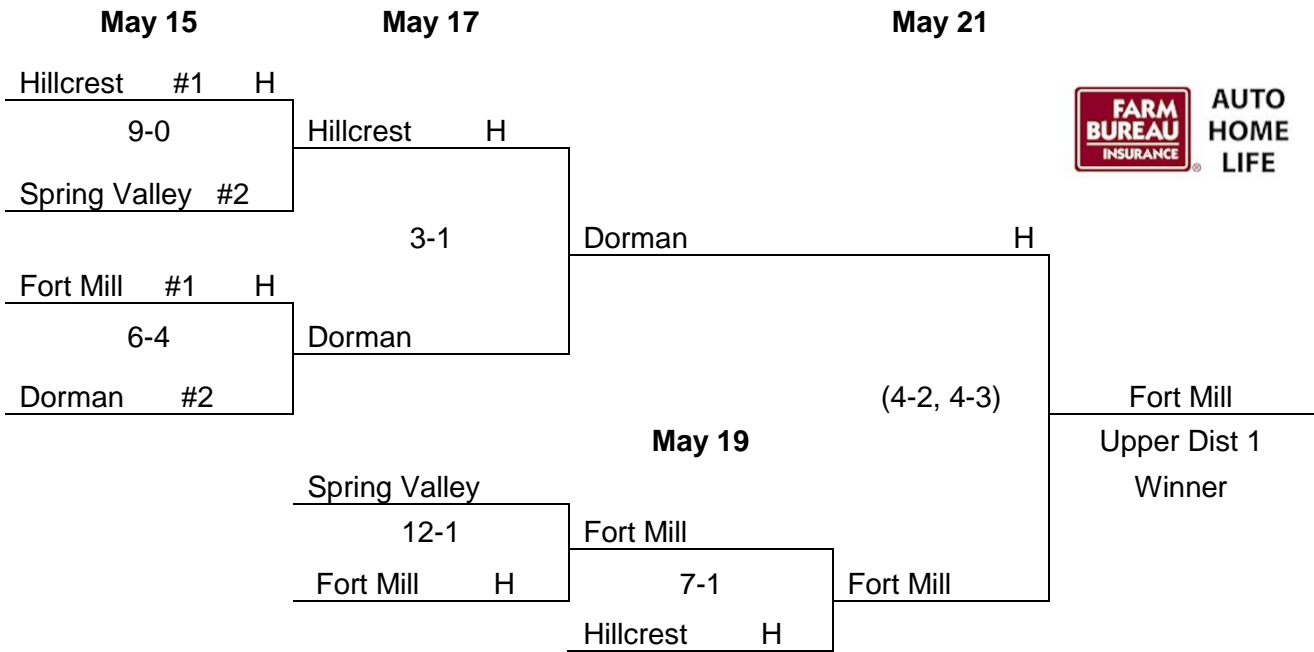 May 15 May 17 May 21
Hillcrest #1 H
FARM BUREAU INSURANCE ®
AUTO HOME LIFE
9-0
Hillcrest H
Spring Valley #2
3-1
Dorman H
Fort Mill #1 H
6-4
Dorman
Dorman #2
(4-2, 4-3)
Fort Mill
May 19
Upper Dist 1
Winner
Spring Valley
12-1
Fort Mill
Fort Mill H
7-1
Fort Mill
Hillcrest H